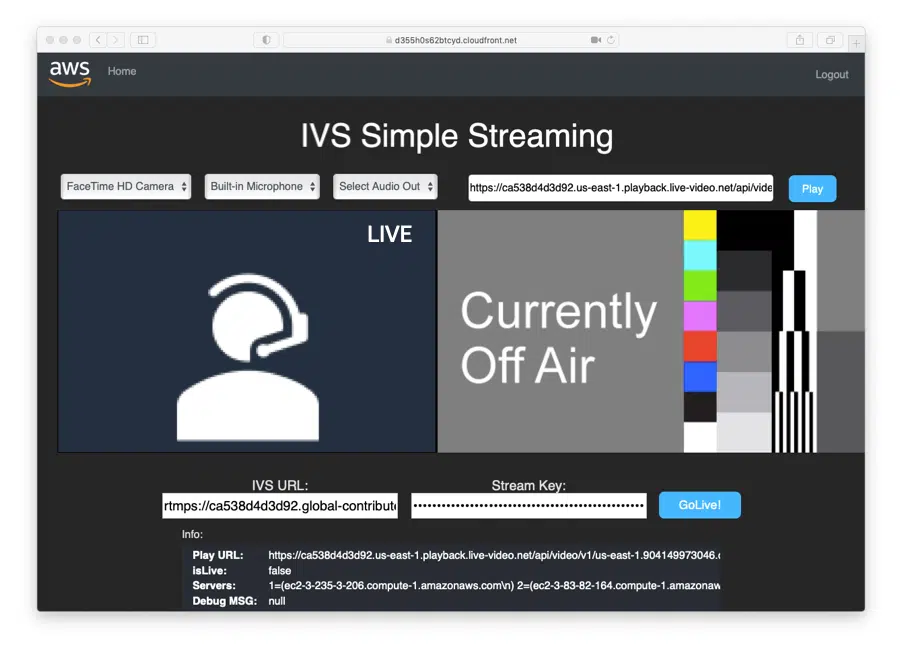 d355h0s62btcyd.cloudfront.net
aws Home Logout
IVS Simple Streaming
FaceTime HD Camera Built-in Microphone Select Audio Out https://ca538d4d3d92.us-east-1.playback.live-video.net/api/vide Play
LIVE
Currently
Off Air
IVS URL: Stream Key:
rtmps://ca538d4d3d92.global-contribute •••••••••••••••••••••••••••••••••••••••••••••• GoLive!
Info:
Play URL: https://ca538d4d3d92.us-east-1.playback.live-video.net/api/video/v1/us-east-1.904149973046.c
isLive: false
Servers: 1=(ec2-3-235-3-206.compute-1.amazonaws.com\n) 2=(ec2-3-83-82-164.compute-1.amazonaw
Debug MSG: null